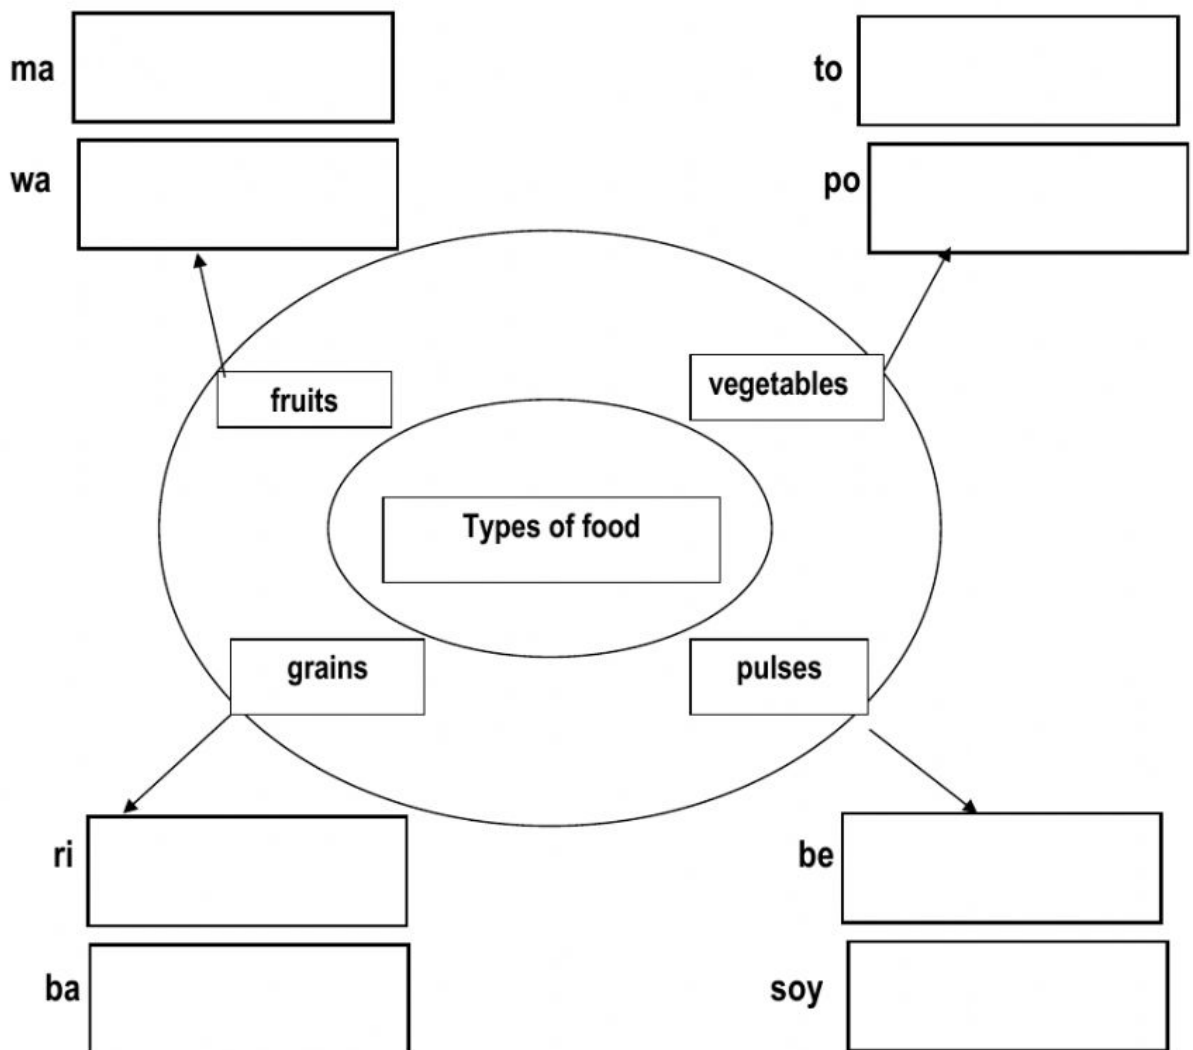 ma
to
wa
po
fruits
vegetables
Types of food
grains
pulses
ri
be
ba
soy